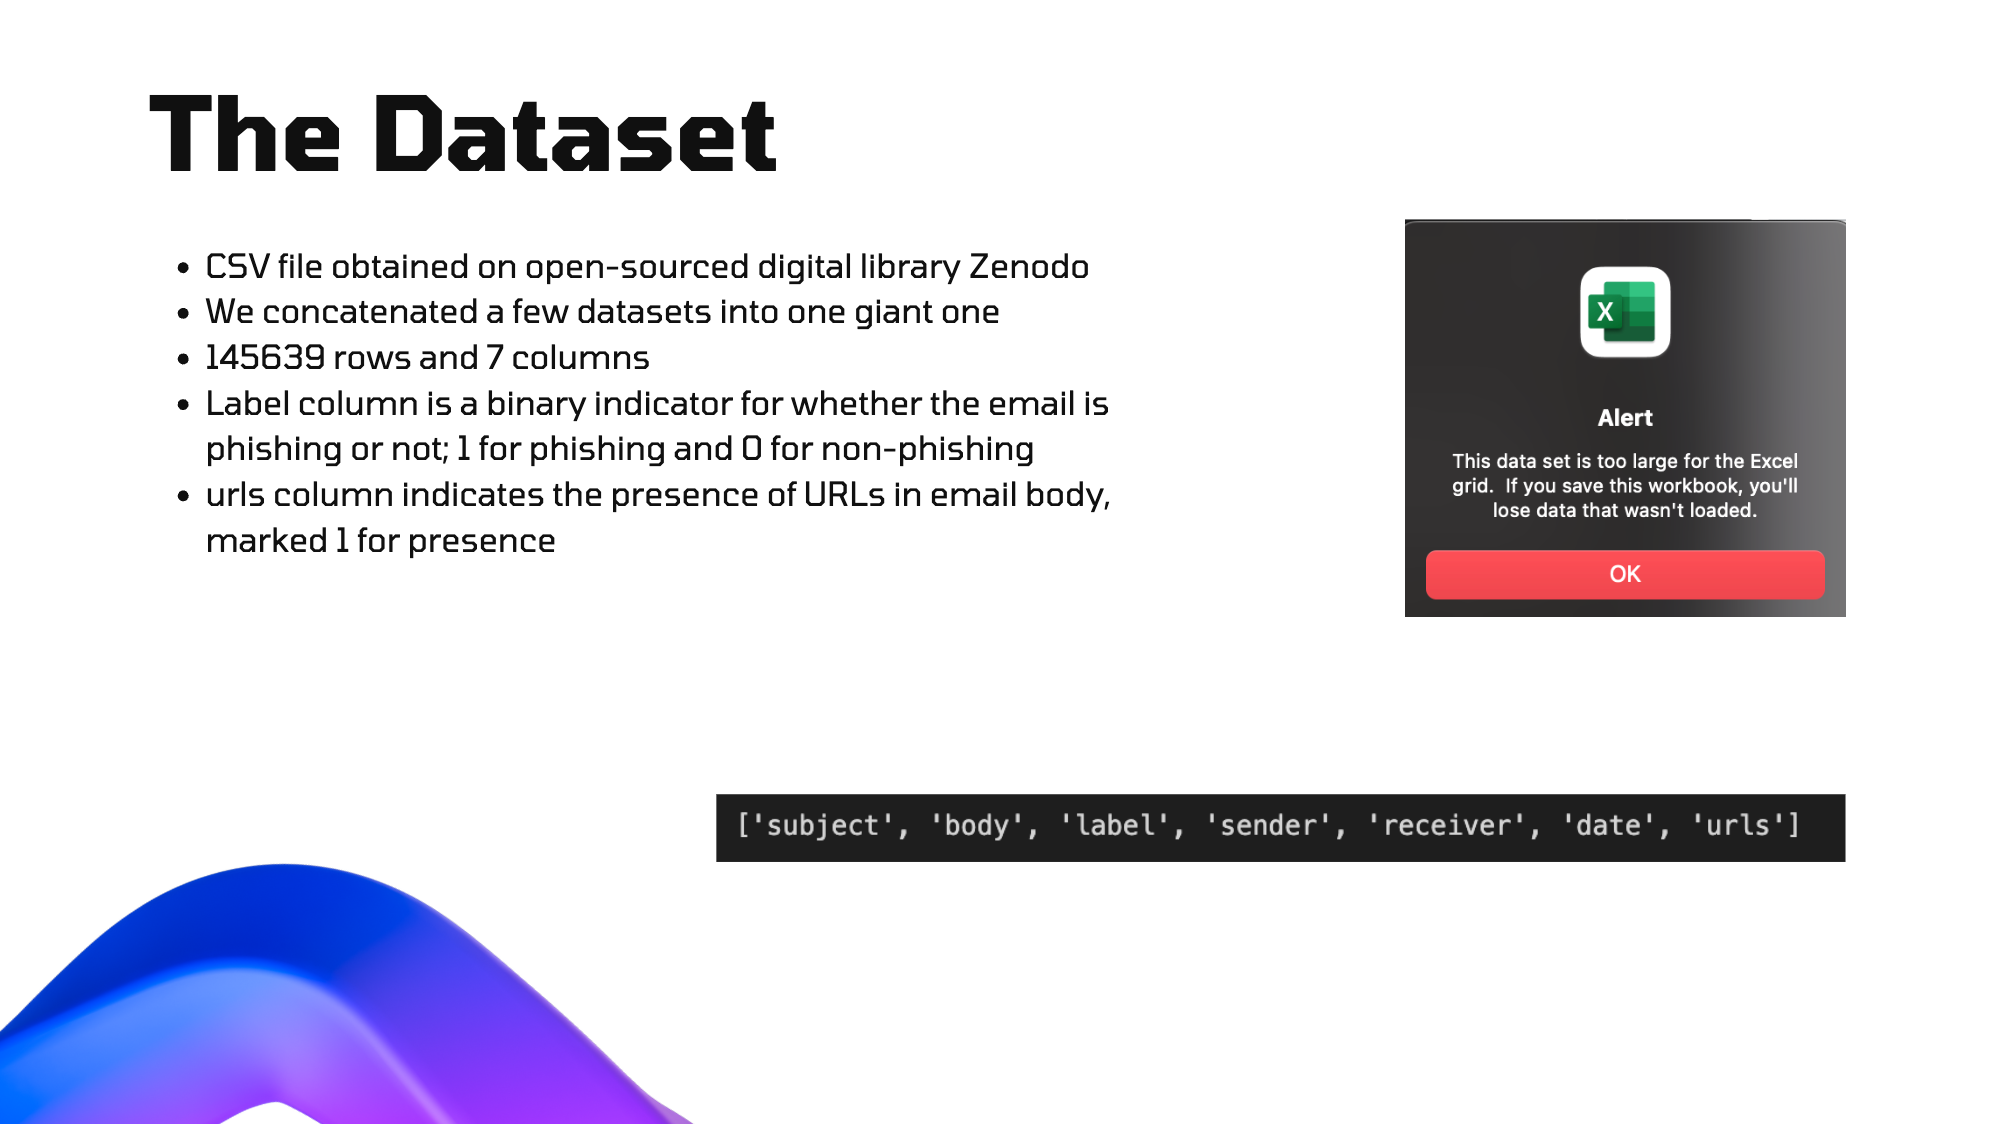 The Dataset
• CSV file obtained on open-sourced digital library Zenodo
• We concatenated a few datasets into one giant one
• 145639 rows and 7 columns
• Label column is a binary indicator for whether the email is
phishing or not; 1 for phishing and 0 for non-phishing
• urls column indicates the presence of URLs in email body,
marked 1 for presence
X
Alert
This data set is too large for the Excel
grid.  If you save this workbook, you'll
lose data that wasn't loaded.
OK
['subject', 'body', 'label', 'sender', 'receiver', 'date', 'urls']